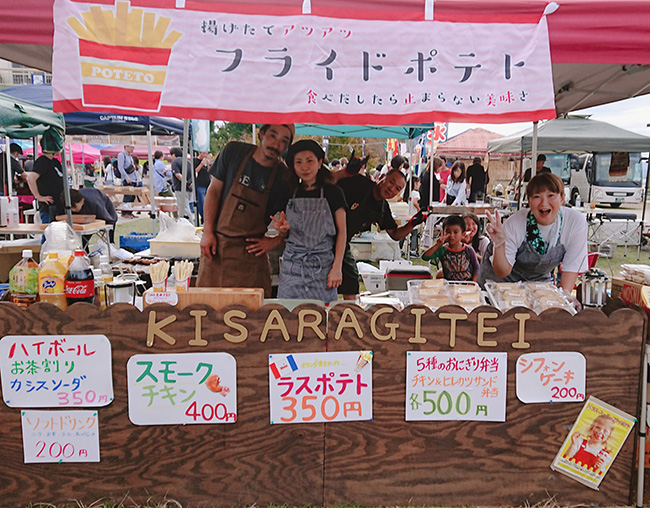 POTETO
揚げたてアツアツ
フライドポテト
食べだしたら止まらない美味さ
CAPTAIN STAG
氷
Coca-Cola
KISARAGITEI
ハイボール
お茶割り
カシスソーダ
350円
ソフトドリンク
200円
スモーク
チキン
400円
ラスポテト
350円
5種のおにぎり弁当
チキン&ヒレカツサンド
弁当
各500円
シフォン
ケーキ
200円